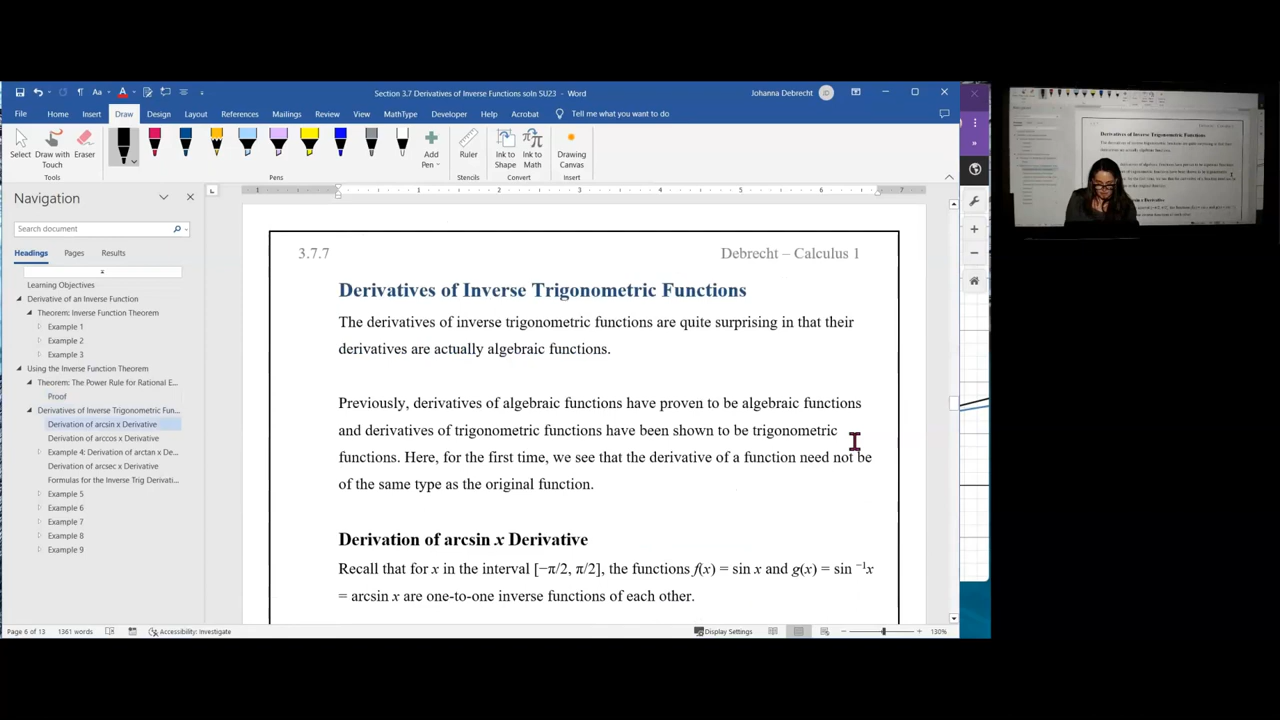 Section 3.7 Derivatives of Inverse Functions soln SU23 - Word
Johanna Debrecht
JD
File Home Insert Draw Design Layout References Mailings Review View MathType Developer Help Acrobat Tell me what you want to do
Select
Draw with Touch
Eraser
Add Pen
Ruler
Ink to Shape
Ink to Math
Drawing Canvas
Tools
Pens
Stencils
Convert
Insert
Navigation
Search document
Headings Pages Results
Learning Objectives
Derivative of an Inverse Function
Theorem: Inverse Function Theorem
Example 1
Example 2
Example 3
Using the Inverse Function Theorem
Theorem: The Power Rule for Rational E...
Proof
Derivatives of Inverse Trigonometric Fun...
Derivation of arcsin x Derivative
Derivation of arccos x Derivative
Example 4: Derivation of arctan x De...
Derivation of arcsec x Derivative
Formulas for the Inverse Trig Derivati...
Example 5
Example 6
Example 7
Example 8
Example 9
1 1 2 3 4 5 6 7
3.7.7 Debrecht – Calculus 1
Derivatives of Inverse Trigonometric Functions
The derivatives of inverse trigonometric functions are quite surprising in that their
derivatives are actually algebraic functions.
Previously, derivatives of algebraic functions have proven to be algebraic functions
and derivatives of trigonometric functions have been shown to be trigonometric
functions. Here, for the first time, we see that the derivative of a function need not be
of the same type as the original function.
Derivation of arcsin x Derivative
Recall that for x in the interval [−π/2, π/2], the functions f(x) = sin x and g(x) = sin ⁻¹x
= arcsin x are one-to-one inverse functions of each other.
Page 6 of 13 1361 words Accessibility: Investigate Display Settings 130%